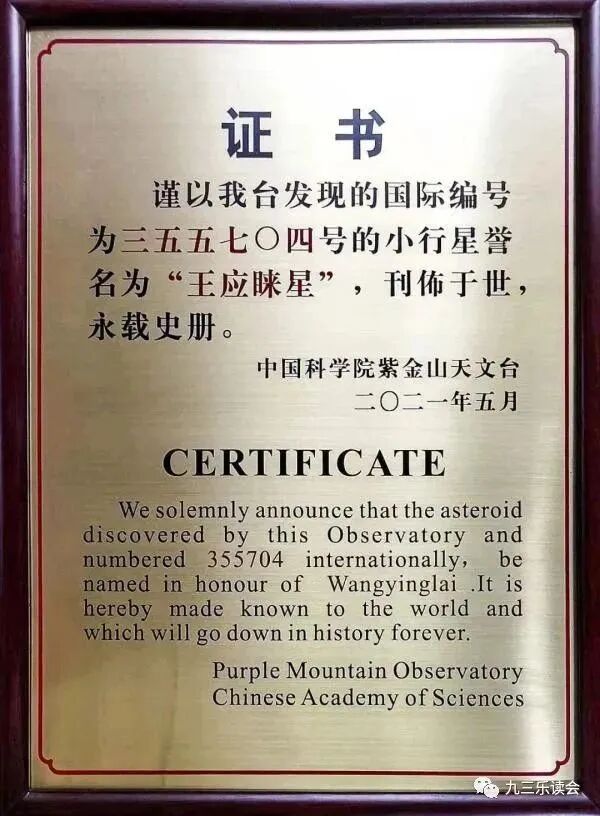 证 书
谨以我台发现的国际编号
为三五五七〇四号的小行星誉
名为“王应睐星”，刊佈于世，
永载史册。
中国科学院紫金山天文台
二〇二一年五月
CERTIFICATE
We solemnly announce that the asteroid
discovered by this Observatory and
numbered 355704 internationally, be
named in honour of Wangyinglai .It is
hereby made known to the world and
which will go down in history forever.
Purple Mountain Observatory
Chinese Academy of Sciences
九三乐读会